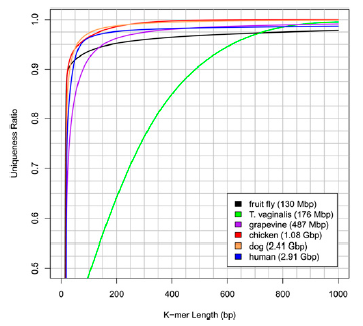 1.0
0.9
0.8
0.7
0.6
0.5
Uniqueness Ratio
fruit fly (130 Mbp)
T. vaginalis (176 Mbp)
grapevine (487 Mbp)
chicken (1.08 Gbp)
dog (2.41 Gbp)
human (2.91 Gbp)
0 200 400 600 800 1000
K-mer Length (bp)